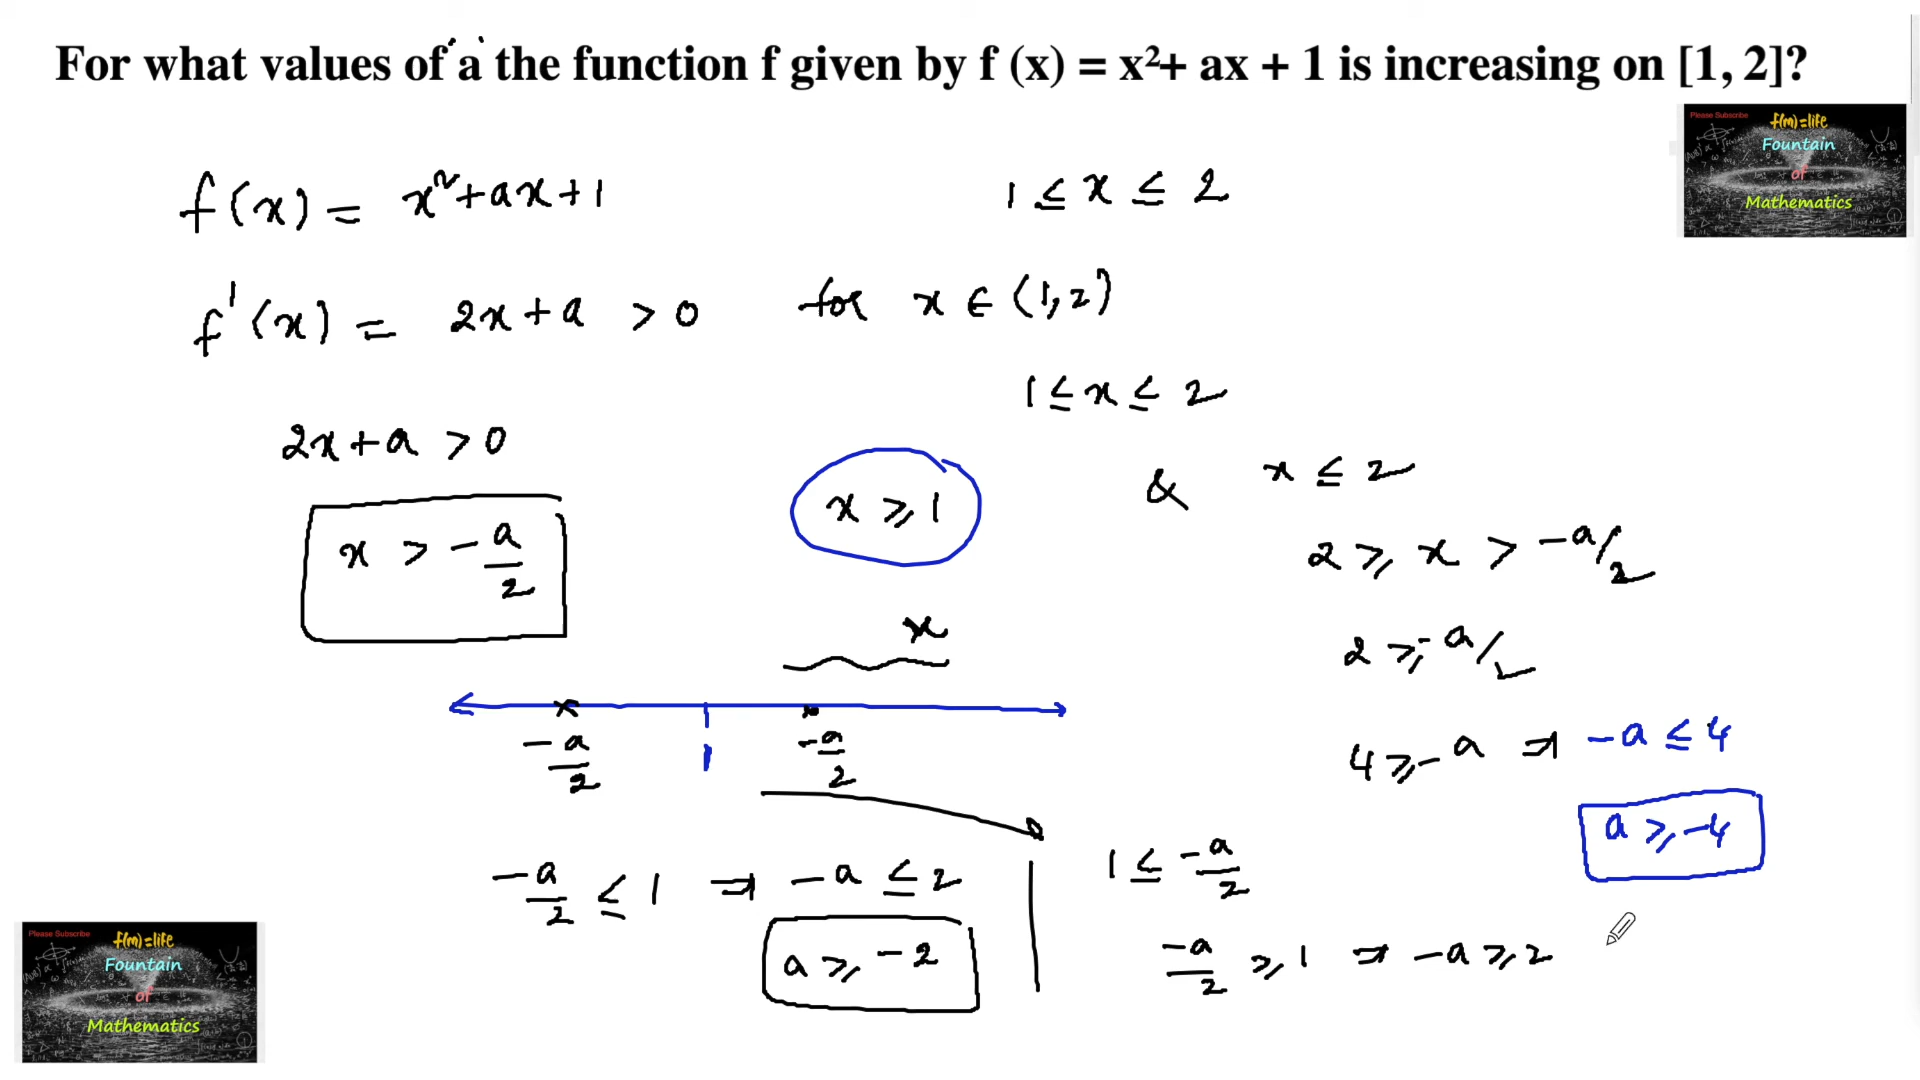 For what values of 'a' the function f given by f (x) = x²+ ax + 1 is increasing on [1, 2]?
Please Subscribe
f(m)=life
Fountain
of
Mathematics
f(x) = x²+ax+1
1 ≤ x ≤ 2
f'(x) = 2x+a > 0 for x ∈ (1,2)
1 ≤ x ≤ 2
2x+a > 0
x > -a/2
x ≥ 1
& x ≤ 2
2 ≥ x > -a/2
x
2 ≥ -a/2
-a/2 1 -a/2
4 ≥ -a ⇒ -a ≤ 4
a ≥ -4
-a/2 ≤ 1 ⇒ -a ≤ 2
1 ≤ -a/2
a ≥ -2
-a/2 ≥ 1 ⇒ -a ≥ 2
Please Subscribe
f(m)=life
Fountain
of
Mathematics